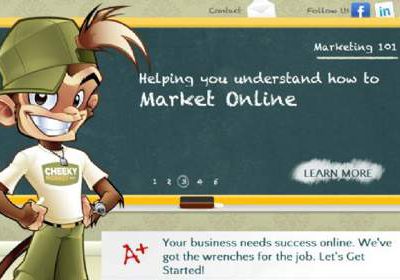 Contact
Follow Us f in
Marketing 101
Helping you understand how to
Market Online
CHEEKY
LEARN MORE
1 2 3 4 5
A+
Your business needs success online. We've
got the wrenches for the job. Let's Get
Started!